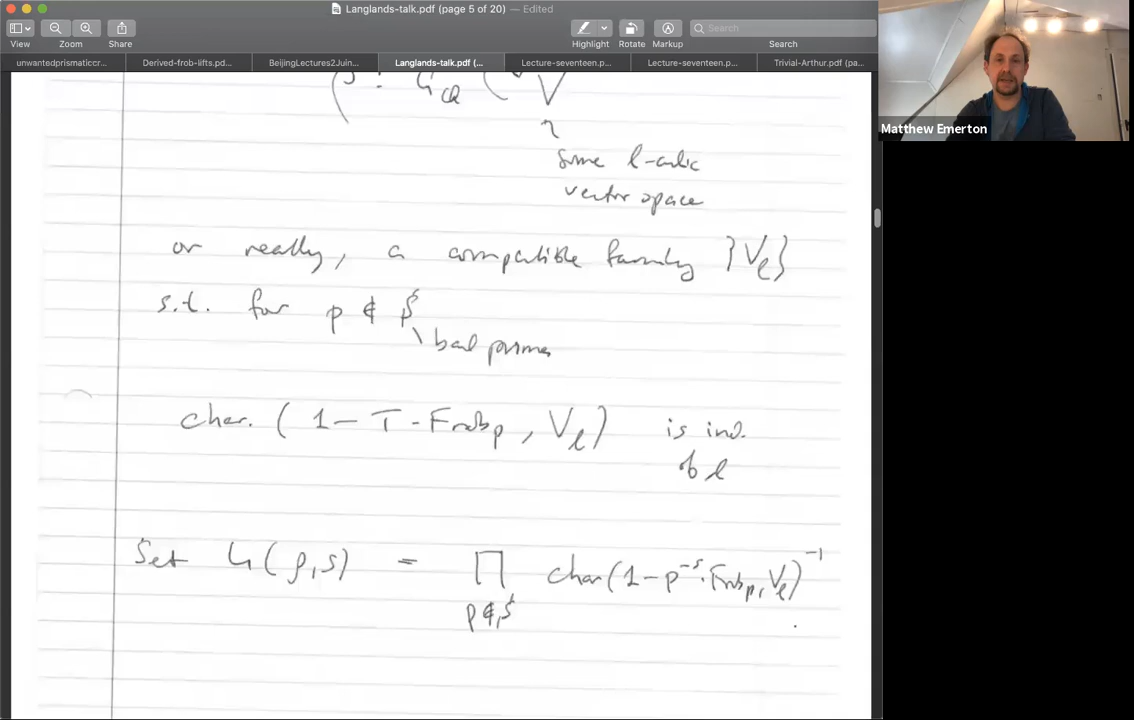 Langlands-talk.pdf (page 5 of 20) — Edited
View
Zoom
Share
Highlight
Rotate
Markup
Search
Search
unwantedprismaticcr...
Derived-frob-lifts.pd...
BeijingLectures2Juin...
Langlands-talk.pdf (...
Lecture-seventeen.p...
Lecture-seventeen.p...
Trivial-Arthur.pdf (pa...
Matthew Emerton
ρ : G_Q V
some l-adic
vector space
or really, a compatible family {V_l}
s.t. for p ∉ S
bad primes
char. ( 1 - T · Frob_p , V_l ) is ind.
of l
Set L(ρ,s) = ∏ char(1 - p^{-s} · Frob_p, V_l)^{-1}
p ∉ S